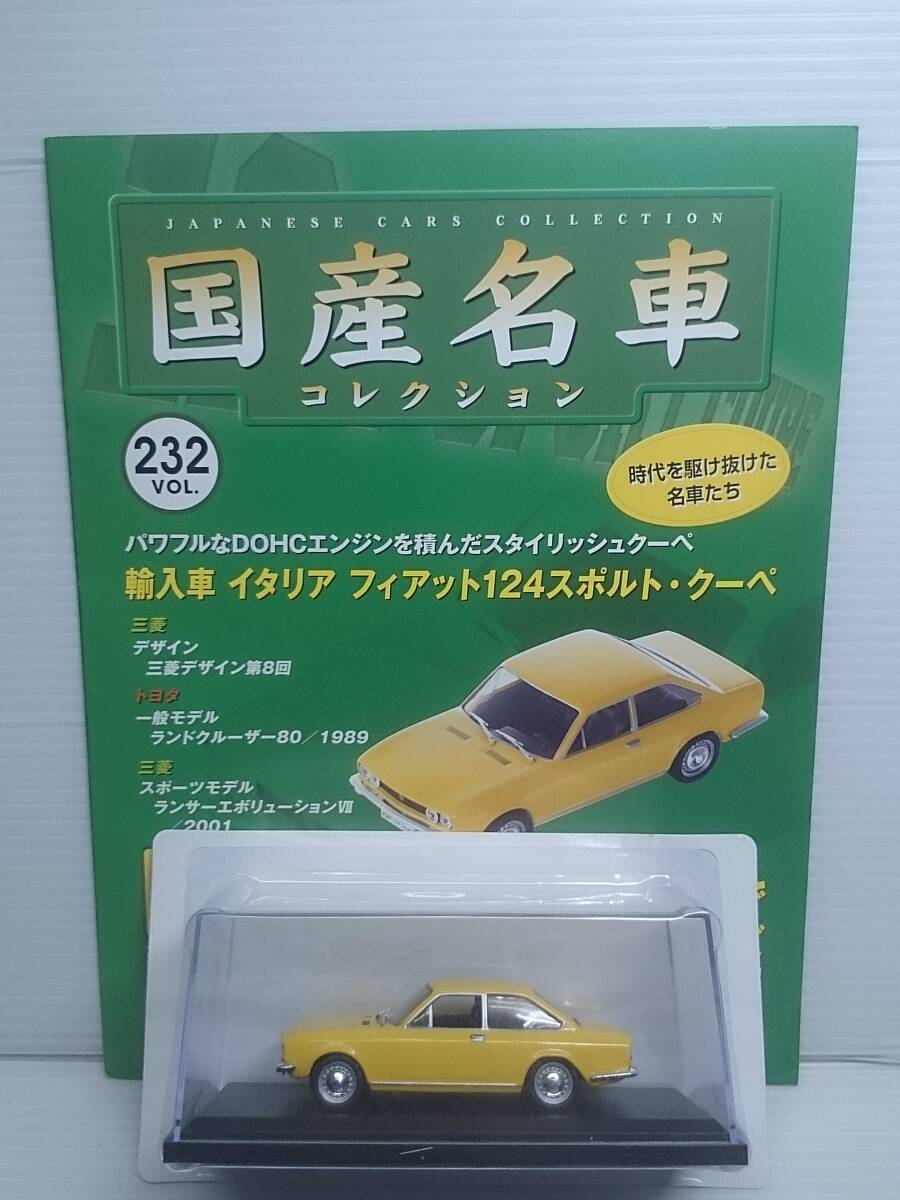 JAPANESE CARS COLLECTION
国産名車
コレクション
232
VOL.
時代を駆け抜けた
名車たち
パワフルなDOHCエンジンを積んだスタイリッシュクーペ
輸入車 イタリア フィアット124スポルト・クーペ
三菱
デザイン
三菱デザイン第8回
トヨタ
一般モデル
ランドクルーザー80／1989
三菱
スポーツモデル
ランサーエボリューションⅦ
／2001